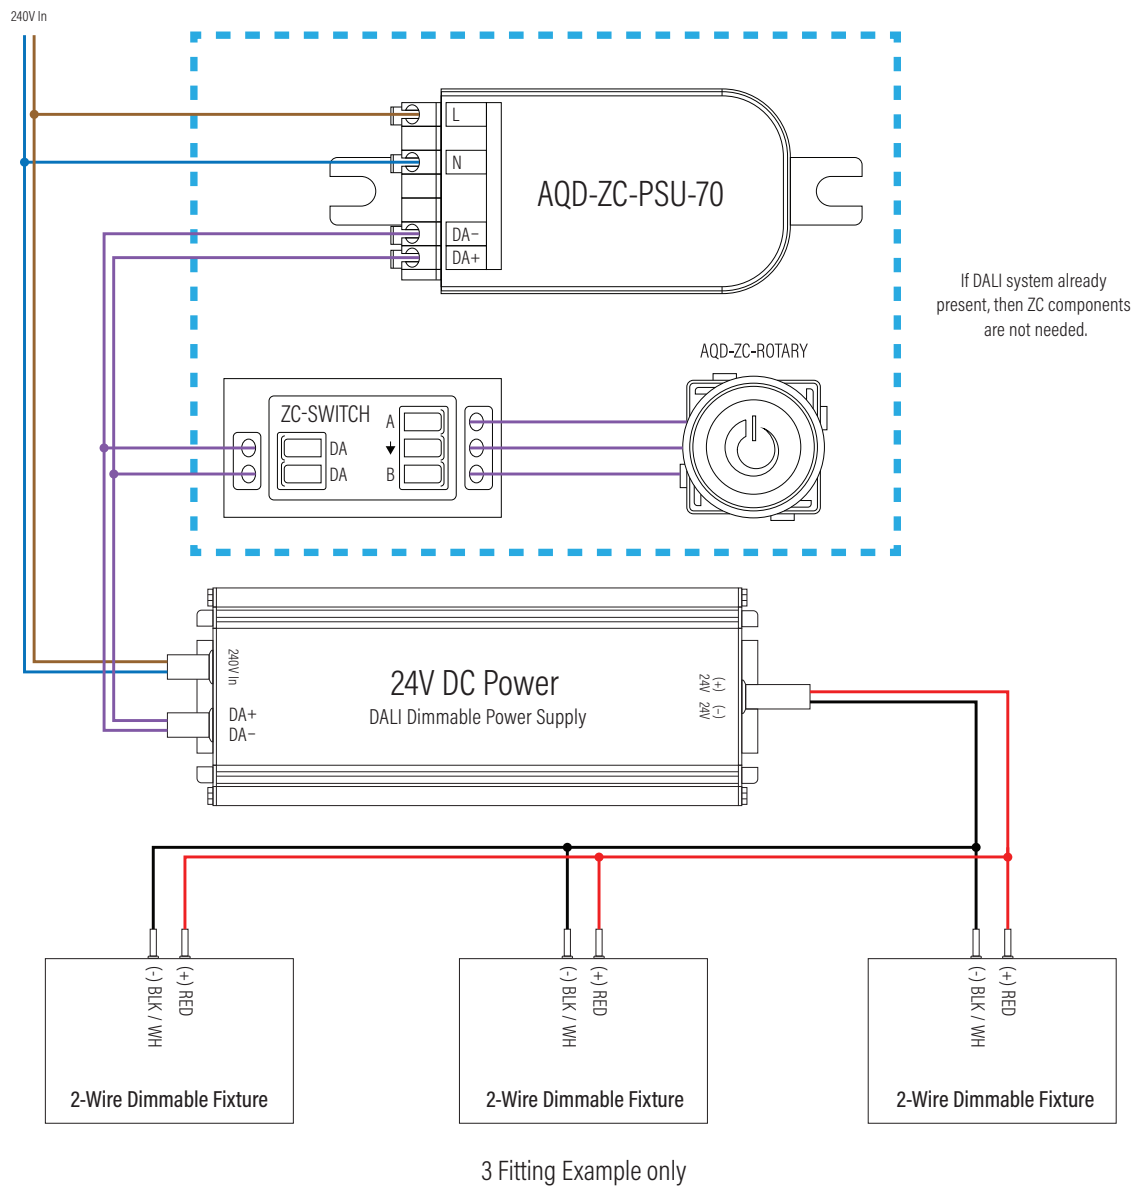 240V In
L
N
AQD-ZC-PSU-70
DA-
DA+
If DALI system already
present, then ZC components
are not needed.
AQD-ZC-ROTARY
ZC-SWITCH
A
DA
DA
B
240V In
24V DC Power
DALI Dimmable Power Supply
DA+
DA-
(+) (-)
24V 24V
(-) BLK / WH
(+) RED
2-Wire Dimmable Fixture
(-) BLK / WH
(+) RED
2-Wire Dimmable Fixture
(-) BLK / WH
(+) RED
2-Wire Dimmable Fixture
3 Fitting Example only